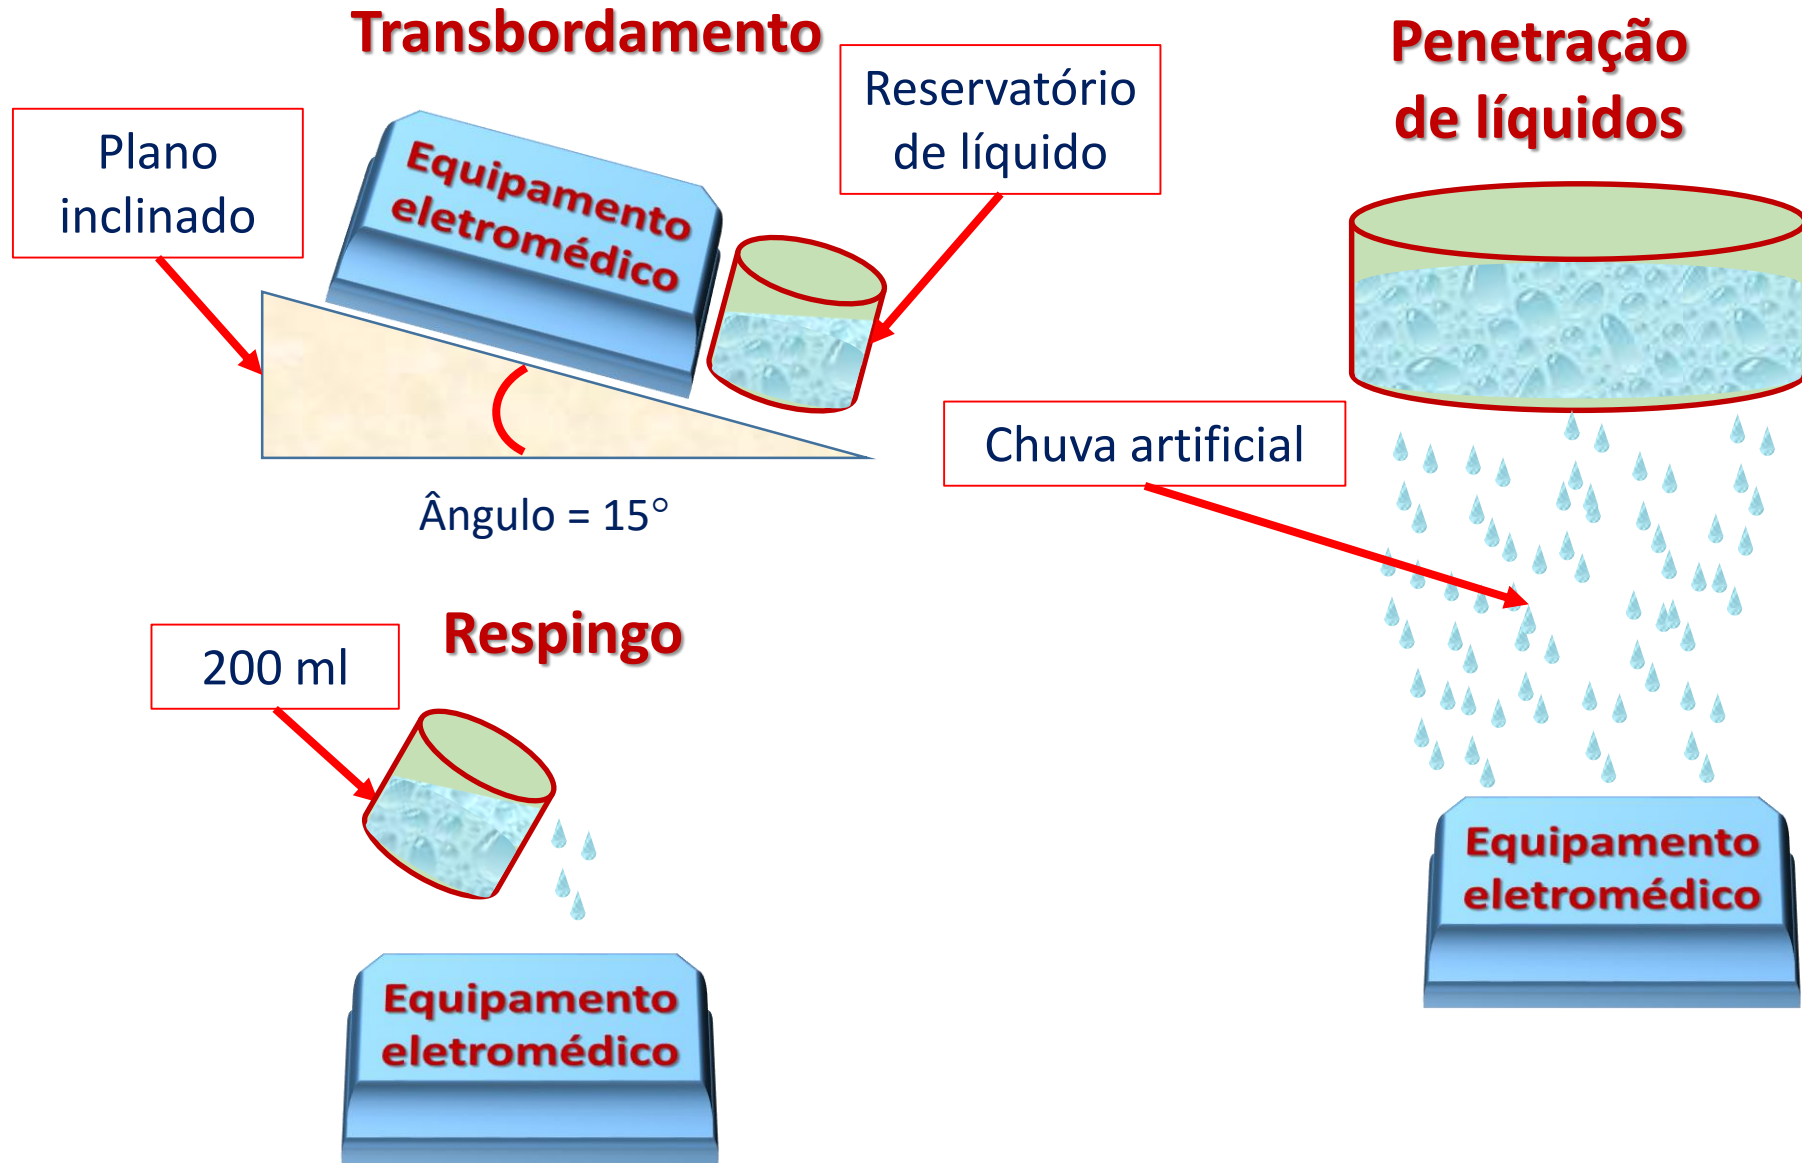 Transbordamento
Plano
inclinado
Equipamento
eletromédico
Reservatório
de líquido
Ângulo = 15°
Penetração
de líquidos
Chuva artificial
Equipamento
eletromédico
Respingo
200 ml
Equipamento
eletromédico